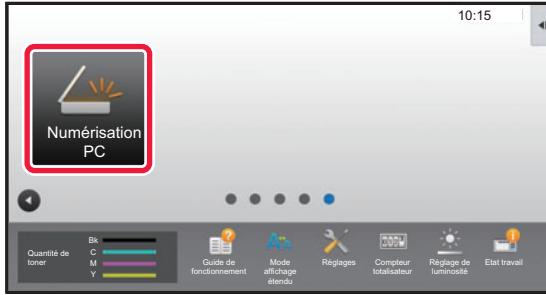 10:15
Numérisation
PC
Quantité de
toner
Bk
C
M
Y
Guide de
fonctionnement
Mode
affichage
étendu
Réglages
Compteur
totalisateur
Réglage de
luminosité
Etat travail